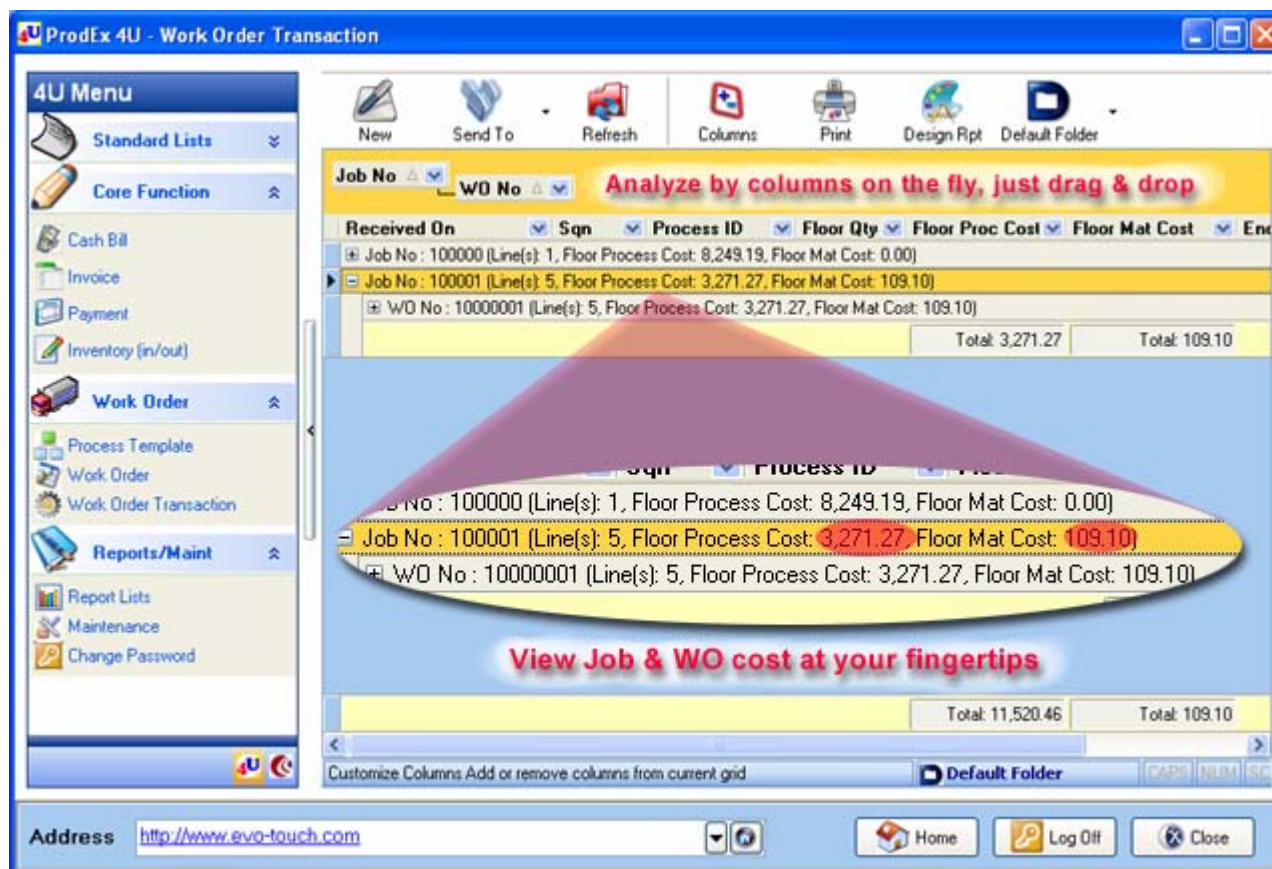 4U ProdEx 4U - Work Order Transaction
4U Menu
Standard Lists
Core Function
Cash Bill
Invoice
Payment
Inventory (in/out)
Work Order
Process Template
Work Order
Work Order Transaction
Reports/Maint
Report Lists
Maintenance
Change Password
4U
New Send To Refresh Columns Print Design Rpt Default Folder
Job No
WO No
Analyze by columns on the fly, just drag & drop
Received On Sqn Process ID Floor Qty Floor Proc Cost Floor Mat Cost
Job No : 100000 (Line(s): 1, Floor Process Cost: 8,249.19, Floor Mat Cost: 0.00)
Job No : 100001 (Line(s): 5, Floor Process Cost: 3,271.27, Floor Mat Cost: 109.10)
WO No : 10000001 (Line(s): 5, Floor Process Cost: 3,271.27, Floor Mat Cost: 109.10)
Total: 3,271.27 Total: 109.10
Sqn Process ID
No : 100000 (Line(s): 1, Floor Process Cost: 8,249.19, Floor Mat Cost: 0.00)
Job No : 100001 (Line(s): 5, Floor Process Cost: 3,271.27, Floor Mat Cost: 109.10)
WO No : 10000001 (Line(s): 5, Floor Process Cost: 3,271.27, Floor Mat Cost: 109.10)
View Job & WO cost at your fingertips
Total: 11,520.46 Total: 109.10
Customize Columns Add or remove columns from current grid Default Folder CAPS NUM SC
Address http://www.evo-touch.com Home Log Off Close